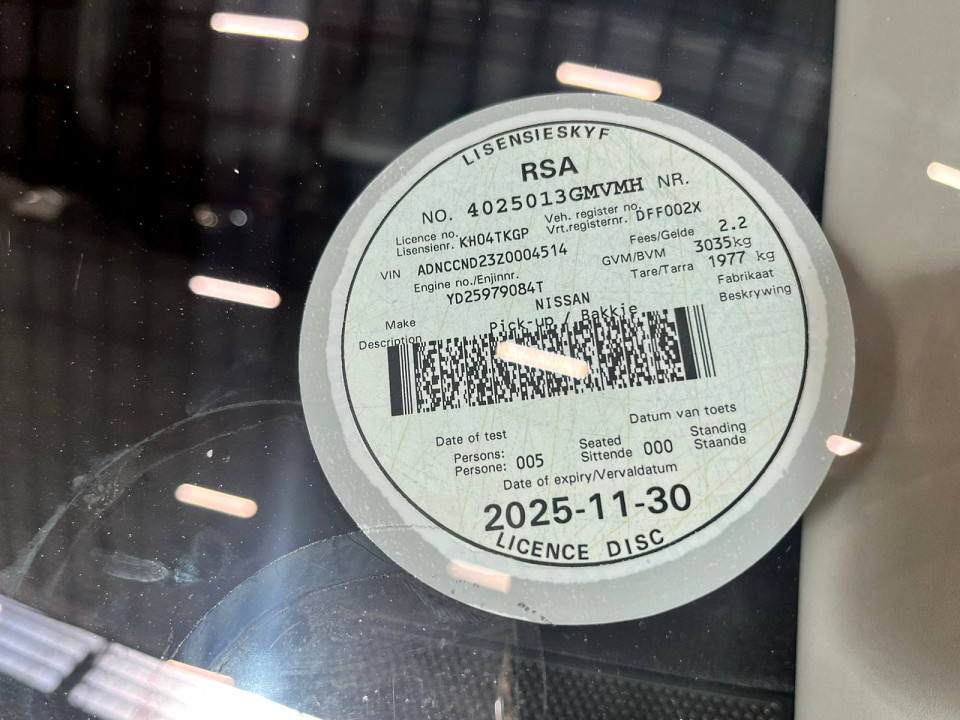 LISENSIESKYF
RSA
NO. 4025013GMVMH NR.
Licence no. Lisensienr. KH04TKGP Veh. register no. Vrt.registernr. DFF002X
VIN ADNCCND23Z0004514 Fees/Gelde 2.2
Engine no./Enjinnr. GVM/BVM 3035kg
YD25979084T Tare/Tarra 1977 kg
Make NISSAN Fabrikaat
Description Pick-up / Bakkie Beskrywing
Date of test Datum van toets
Persons: Persone: 005 Seated Sittende 000 Standing Staande
Date of expiry/Vervaldatum
2025-11-30
LICENCE DISC